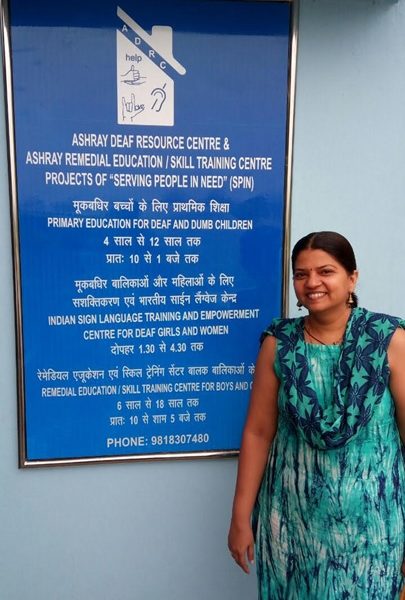 ADRC
help
ASHRAY DEAF RESOURCE CENTRE &
ASHRAY REMEDIAL EDUCATION / SKILL TRAINING CENTRE
PROJECTS OF "SERVING PEOPLE IN NEED" (SPIN)
मूकबधिर बच्चों के लिए प्राथमिक शिक्षा
PRIMARY EDUCATION FOR DEAF AND DUMB CHILDREN
4 साल से 12 साल तक
प्रातः 10 से 1 बजे तक
मूकबधिर बालिकाओं और महिलाओं के लिए
सशक्तिकरण एवं भारतीय साईन लैंग्वेज केन्द्र
INDIAN SIGN LANGUAGE TRAINING AND EMPOWERMENT
CENTRE FOR DEAF GIRLS AND WOMEN
दोपहर 1.30 से 4.30 तक
रेमेडियल एजूकेशन एवं स्किल ट्रेनिंग सेंटर बालक बालिकाओं के
REMEDIAL EDUCATION / SKILL TRAINING CENTRE FOR BOYS AND
6 साल से 18 साल तक
प्रातः 10 से शाम 5 बजे तक
PHONE: 9818307480